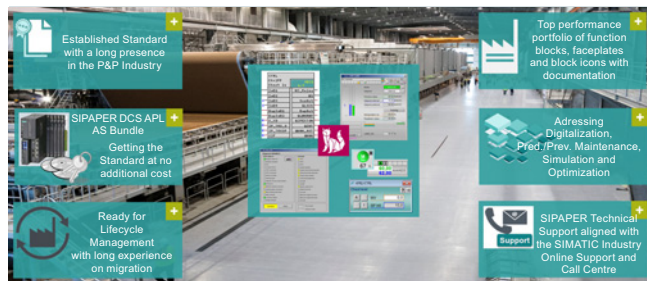 Established Standard
with a long presence
in the P&P Industry
SIPAPER DCS APL
AS Bundle
Getting the
Standard at no
additional cost
Ready for
Lifecycle
Management
with long experience
on migration
Top performance
portfolio of function
blocks, faceplates
and block icons with
documentation
Adressing
Digitalization,
Pred./Prev. Maintenance,
Simulation and
Optimization
SIPAPER Technical
Support aligned with
the SIMATIC Industry
Online Support and
Call Centre
Support